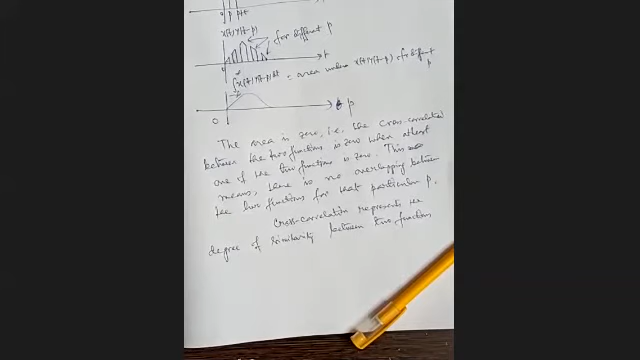 x(t)y(t-p)
for different p
t
∫x(t)y(t-p)dt = area under x(t)y(t-p) for different p
0
p
The area is zero, i.e. the cross-correlation
between the two functions is zero when atleast
one of the two functions is zero. This
means, there is no overlapping between
the two functions for that particular p.
Cross-correlation represents the
degree of similarity between two functions